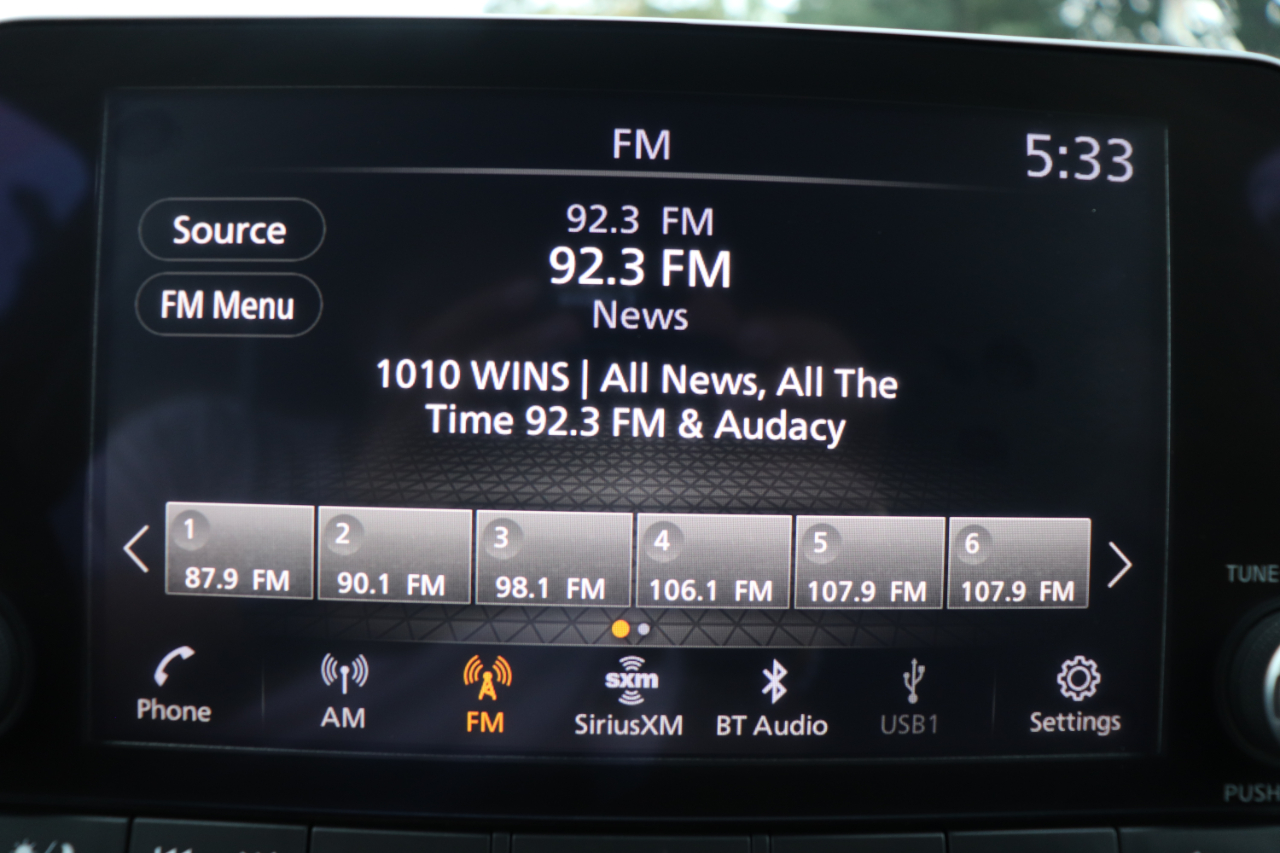 FM
5:33
Source
FM Menu
92.3 FM
92.3 FM
News
1010 WINS | All News, All The
Time 92.3 FM & Audacy
1
87.9 FM
2
90.1 FM
3
98.1 FM
4
106.1 FM
5
107.9 FM
6
107.9 FM
Phone
AM
FM
sxm
SiriusXM
BT Audio
USB1
Settings
TUNE
PUSH